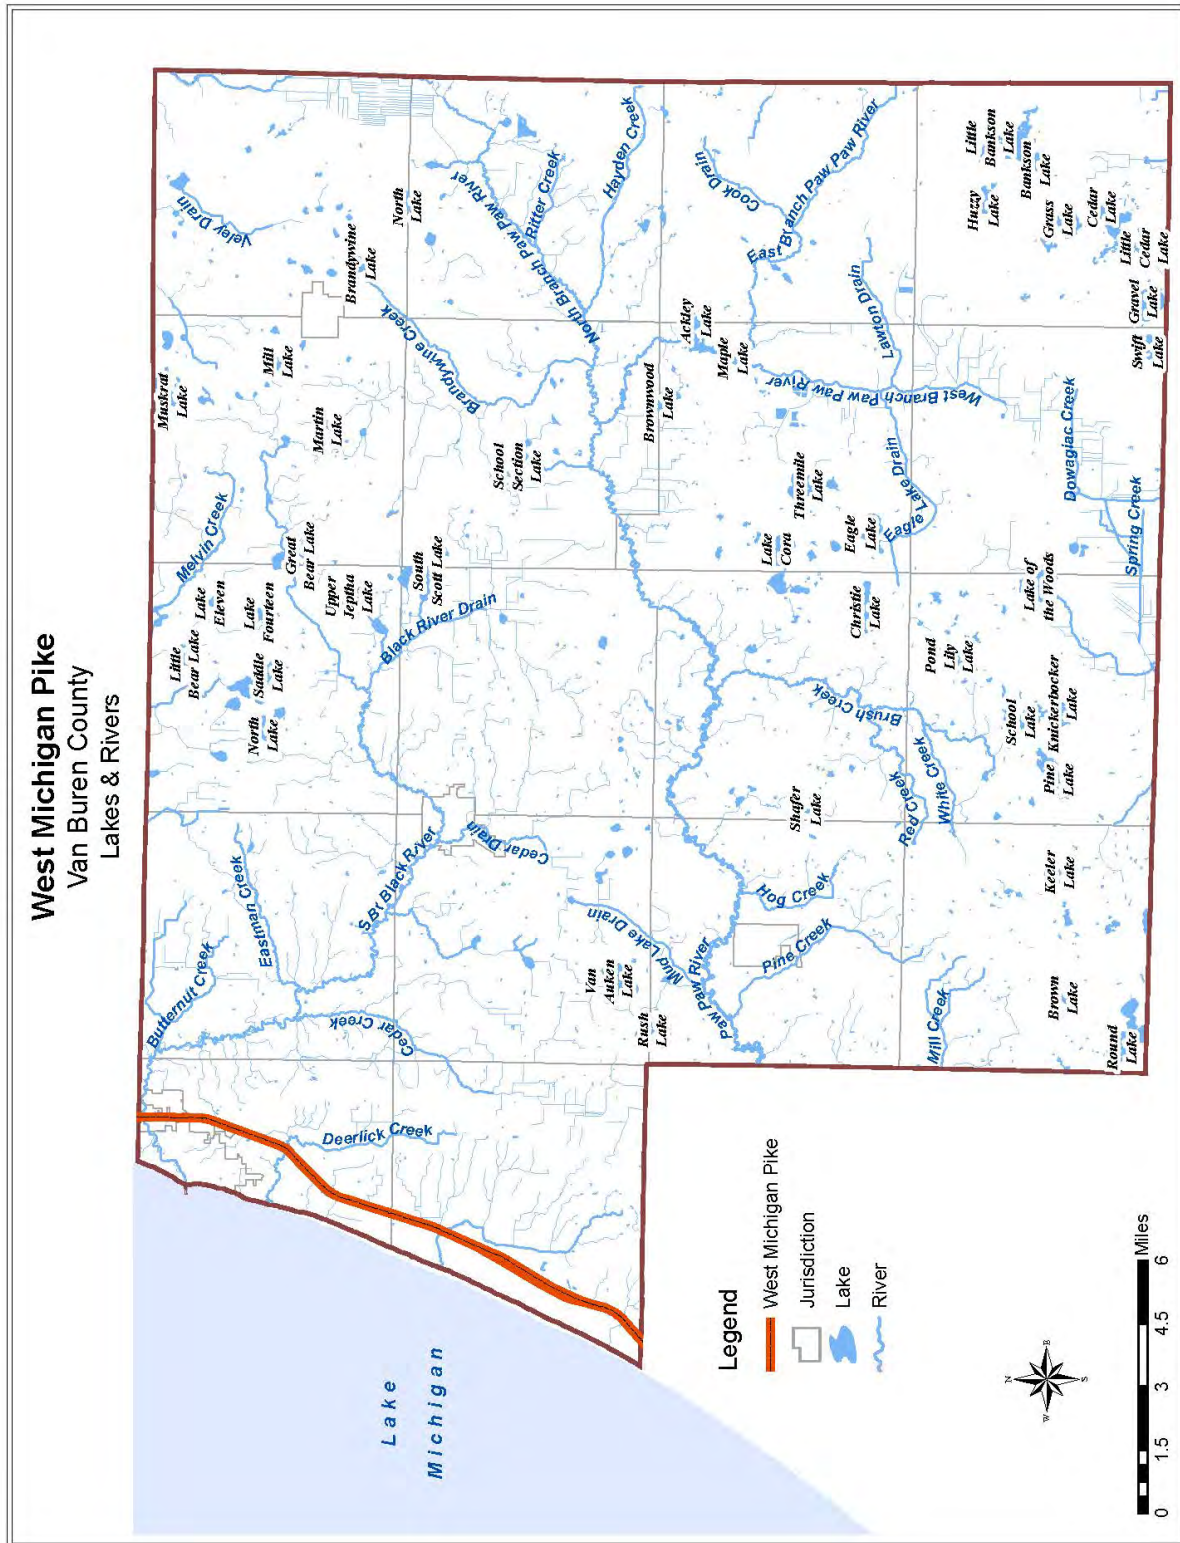 West Michigan Pike
Van Buren County
Lakes & Rivers
Butternut Creek
Eastman Creek
Cedar Creek
Deerlick Creek
S Br Black River
Cedar Drain
Little
Bear Lake
Lake
Eleven
Melvin Creek
North
Lake
Saddle
Lake
Lake
Fourteen
Great
Bear Lake
Upper
Jeptha
Lake
South
Scott Lake
Black River Drain
Muskrat
Lake
Mill
Lake
Martin
Lake
Veley Drain
Brandywine
Lake
North
Lake
Brandywine Creek
School
Section
Lake
North Branch Paw Paw River
Ritter Creek
Hayden Creek
Van
Auken
Lake
Rush
Lake
Mud Lake Drain
Paw Paw River
Hog Creek
Pine Creek
Mill Creek
Shafer
Lake
Red Creek
White Creek
Brush Creek
Brownwood
Lake
Ackley
Lake
Maple
Lake
Cook Drain
East Branch Paw Paw River
Lake
Cora
Threemile
Lake
Eagle
Lake
Christie
Lake
Eagle Lake Drain
West Branch Paw Paw River
Lawton Drain
Pond
Lily
Lake
Lake of
the Woods
School
Lake
Knickerbocker
Lake
Pine
Lake
Keeler
Lake
Brown
Lake
Round
Lake
Dowagiac Creek
Spring Creek
Huzzy
Lake
Little
Bankson
Lake
Bankson
Lake
Grass
Lake
Cedar
Lake
Little
Cedar
Lake
Gravel
Lake
Swift
Lake
Lake
Michigan
Legend
West Michigan Pike
Jurisdiction
Lake
River
N
W
E
S
Miles
0 1.5 3 4.5 6